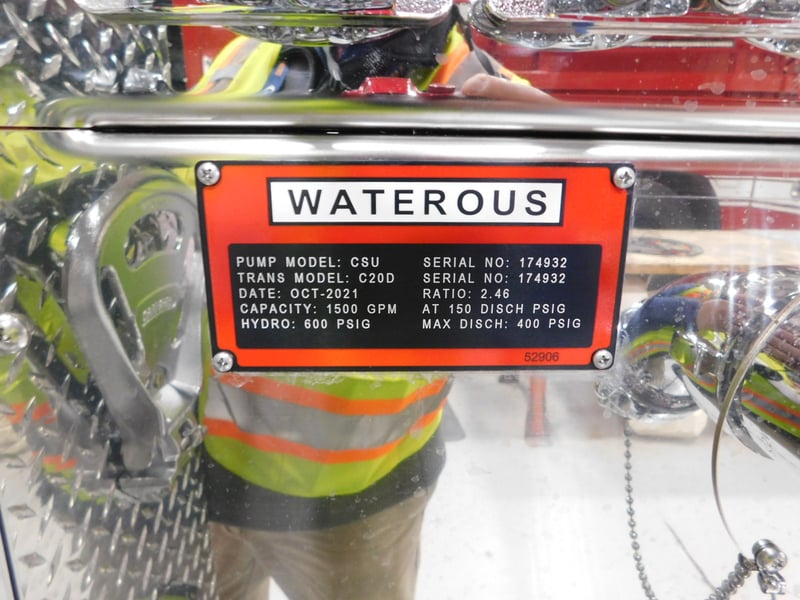 WATEROUS
PUMP MODEL: CSU SERIAL NO: 174932
TRANS MODEL: C20D SERIAL NO: 174932
DATE: OCT-2021 RATIO: 2.46
CAPACITY: 1500 GPM AT 150 DISCH PSIG
HYDRO: 600 PSIG MAX DISCH: 400 PSIG
52906